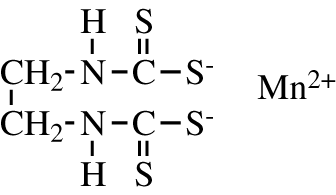 H S
CH2-N-C-S- Mn2+
CH2-N-C-S-
H S